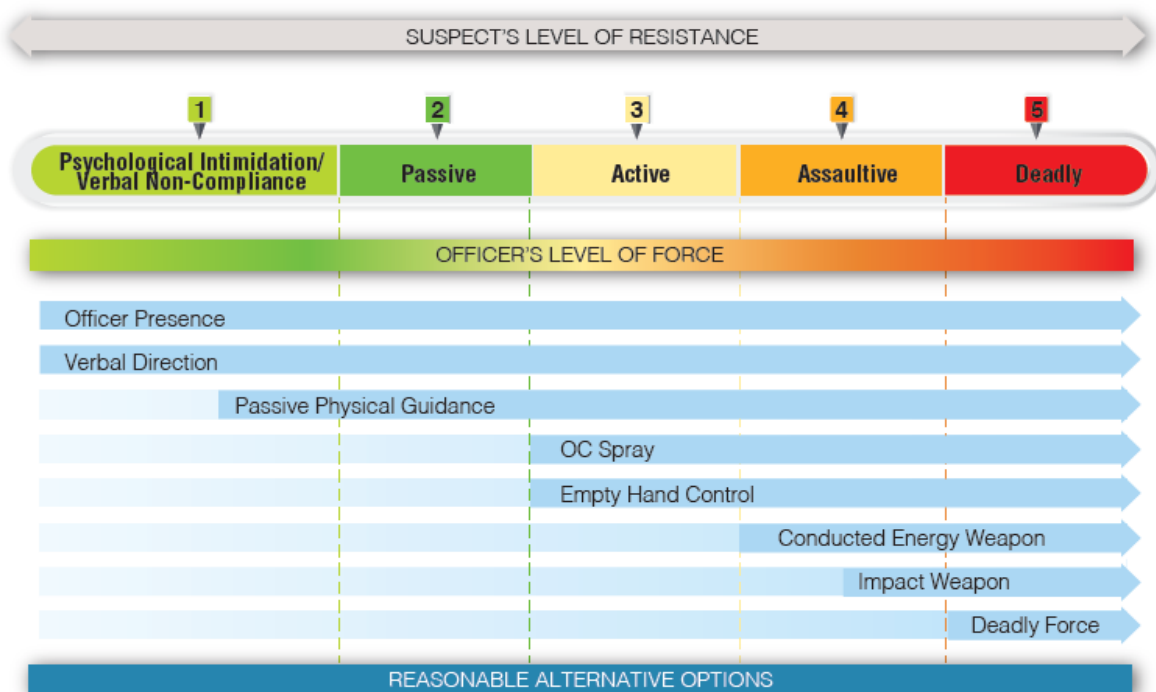 SUSPECT'S LEVEL OF RESISTANCE
1
2
3
4
5
Psychological Intimidation/
Verbal Non-Compliance
Passive
Active
Assaultive
Deadly
OFFICER'S LEVEL OF FORCE
Officer Presence
Verbal Direction
Passive Physical Guidance
OC Spray
Empty Hand Control
Conducted Energy Weapon
Impact Weapon
Deadly Force
REASONABLE ALTERNATIVE OPTIONS